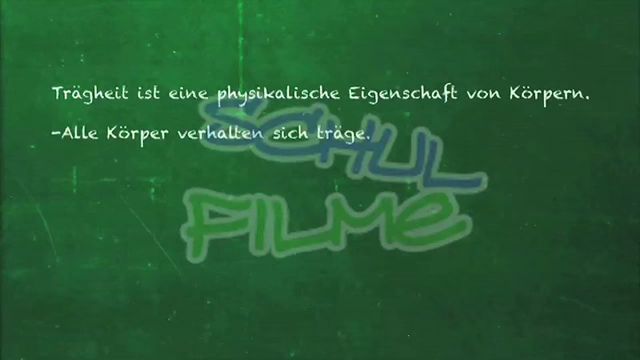 Trägheit ist eine physikalische Eigenschaft von Körpern.
-Alle Körper verhalten sich träge.
SCHUL
FILME